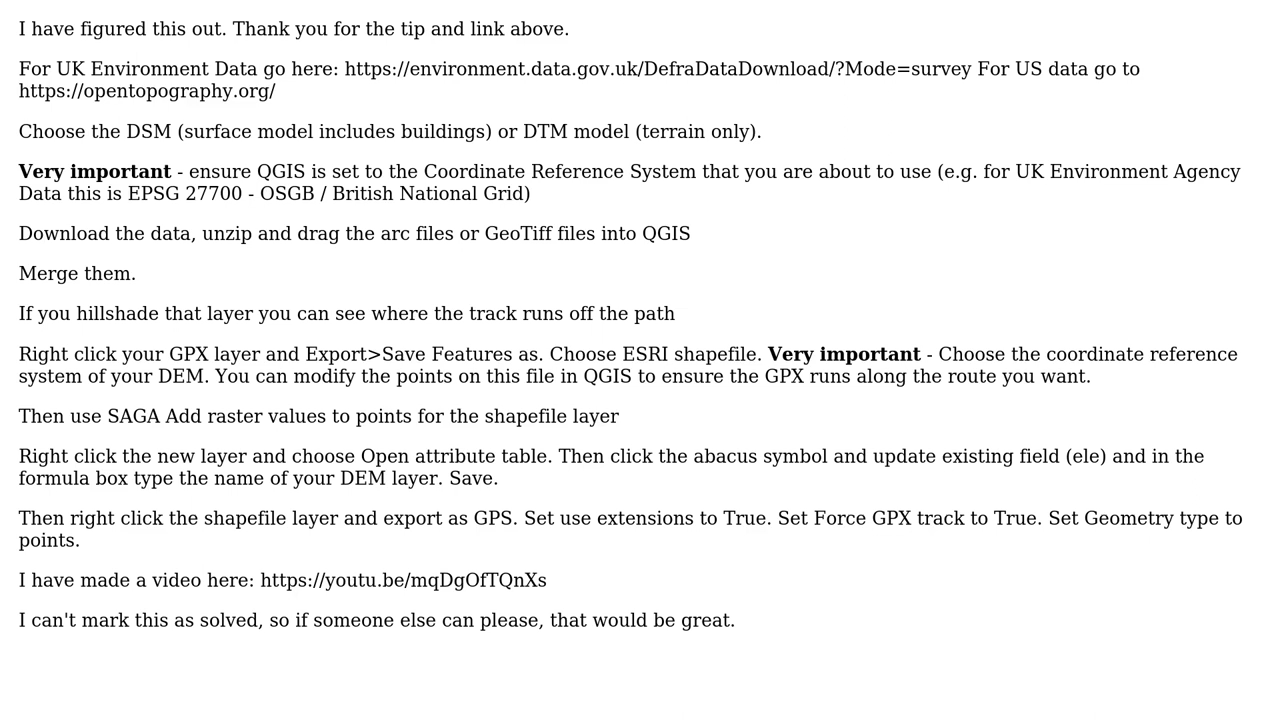 I have figured this out. Thank you for the tip and link above.
For UK Environment Data go here: https://environment.data.gov.uk/DefraDataDownload/?Mode=survey For US data go to
https://opentopography.org/
Choose the DSM (surface model includes buildings) or DTM model (terrain only).
Very important - ensure QGIS is set to the Coordinate Reference System that you are about to use (e.g. for UK Environment Agency
Data this is EPSG 27700 - OSGB / British National Grid)
Download the data, unzip and drag the arc files or GeoTiff files into QGIS
Merge them.
If you hillshade that layer you can see where the track runs off the path
Right click your GPX layer and Export>Save Features as. Choose ESRI shapefile. Very important - Choose the coordinate reference
system of your DEM. You can modify the points on this file in QGIS to ensure the GPX runs along the route you want.
Then use SAGA Add raster values to points for the shapefile layer
Right click the new layer and choose Open attribute table. Then click the abacus symbol and update existing field (ele) and in the
formula box type the name of your DEM layer. Save.
Then right click the shapefile layer and export as GPS. Set use extensions to True. Set Force GPX track to True. Set Geometry type to
points.
I have made a video here: https://youtu.be/mqDgOfTQnXs
I can't mark this as solved, so if someone else can please, that would be great.